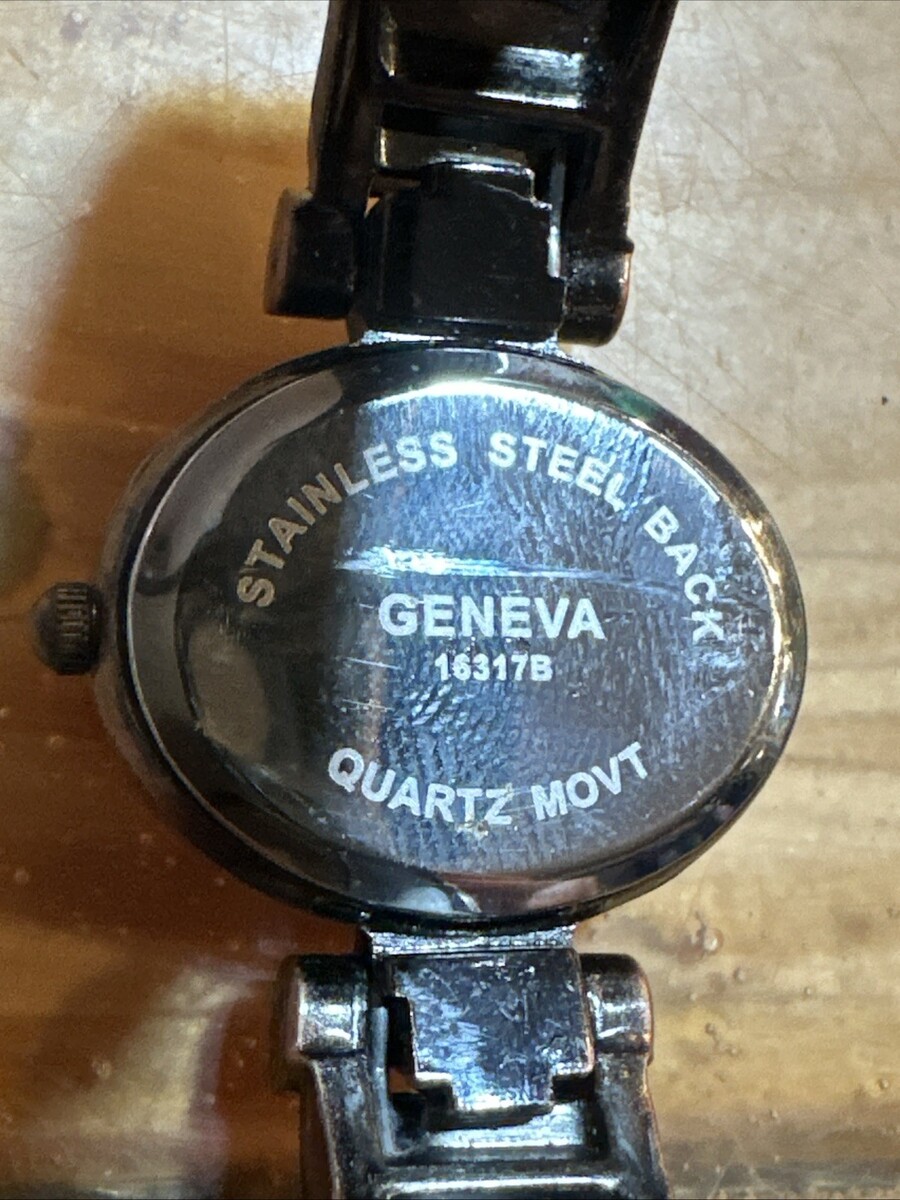 STAINLESS STEEL BACK
GENEVA
16317B
QUARTZ MOVT